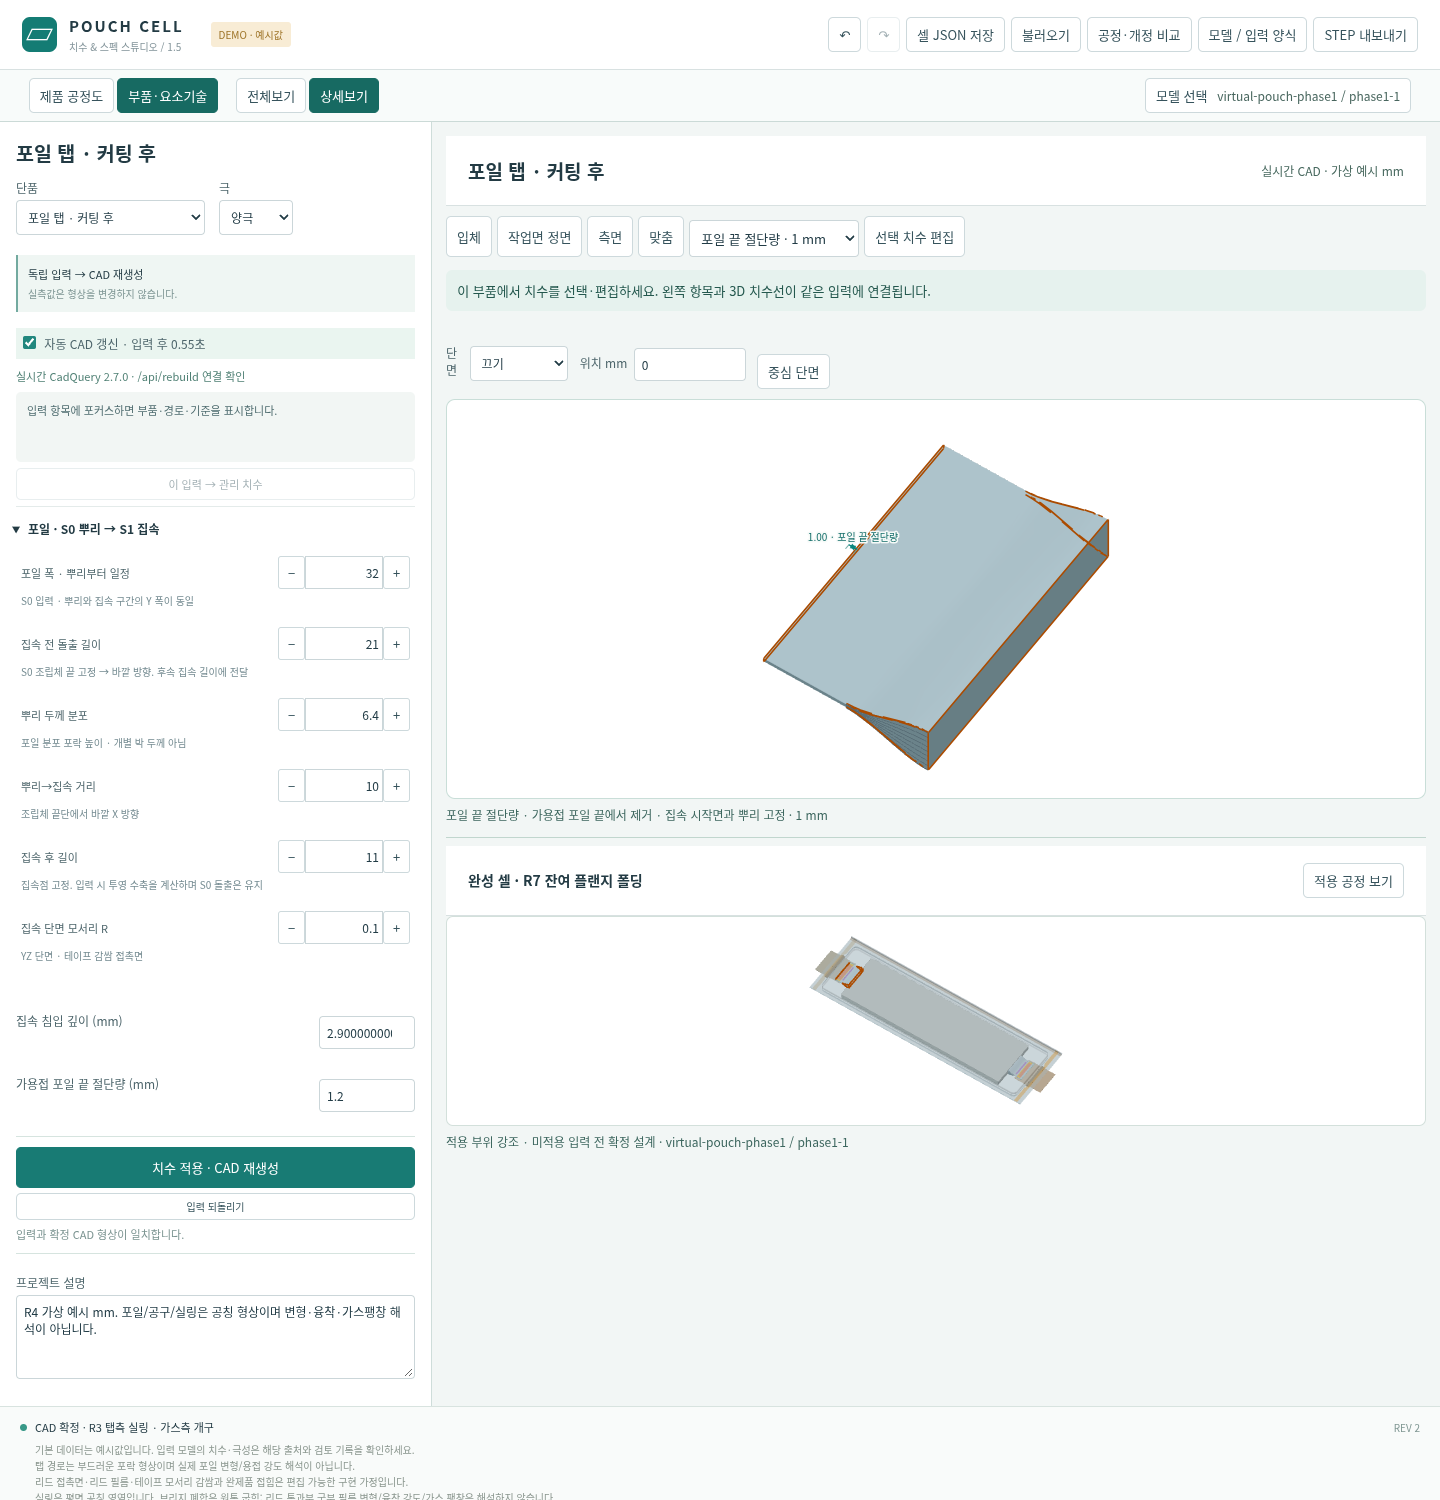 POUCH CELL
치수 & 스펙 스튜디오 / 1.5
DEMO · 예시값
↶
↷
셀 JSON 저장
불러오기
공정·개정 비교
모델 / 입력 양식
STEP 내보내기
제품 공정도
부품·요소기술
전체보기
상세보기
모델 선택 virtual-pouch-phase1 / phase1-1
포일 탭 · 커팅 후
단품
극
포일 탭 · 커팅 후
양극
독립 입력 → CAD 재생성
실측값은 형상을 변경하지 않습니다.
자동 CAD 갱신 · 입력 후 0.55초
실시간 CadQuery 2.7.0 · /api/rebuild 연결 확인
입력 항목에 포커스하면 부품·경로·기준을 표시합니다.
이 입력 → 관리 치수
▼ 포일 · S0 뿌리 → S1 집속
포일 폭 · 뿌리부터 일정
− 32 +
S0 입력 · 뿌리와 집속 구간의 Y 폭이 동일
집속 전 돌출 길이
− 21 +
S0 조립체 끝 고정 → 바깥 방향. 후속 집속 길이에 전달
뿌리 두께 분포
− 6.4 +
포일 분포 포락 높이 · 개별 박 두께 아님
뿌리→집속 거리
− 10 +
조립체 끝단에서 바깥 X 방향
집속 후 길이
− 11 +
집속점 고정. 입력 시 투영 수축을 계산하며 S0 돌출은 유지
집속 단면 모서리 R
− 0.1 +
YZ 단면 · 테이프 감쌈 접촉면
집속 침입 깊이 (mm)
2.90000000
가용접 포일 끝 절단량 (mm)
1.2
치수 적용 · CAD 재생성
입력 되돌리기
입력과 확정 CAD 형상이 일치합니다.
프로젝트 설명
R4 가상 예시 mm. 포일/공구/실링은 공칭 형상이며 변형·융착·가스팽창 해
석이 아닙니다.
포일 탭 · 커팅 후
실시간 CAD · 가상 예시 mm
입체
작업면 정면
측면
맞춤
포일 끝 절단량 · 1 mm
선택 치수 편집
이 부품에서 치수를 선택·편집하세요. 왼쪽 항목과 3D 치수선이 같은 입력에 연결됩니다.
단
면
끄기
위치 mm
0
중심 단면
1.00 · 포일 끝 절단량
포일 끝 절단량 · 가용접 포일 끝에서 제거 · 집속 시작면과 뿌리 고정 · 1 mm
완성 셀 · R7 잔여 플랜지 폴딩
적용 공정 보기
적용 부위 강조 · 미적용 입력 전 확정 설계 · virtual-pouch-phase1 / phase1-1
CAD 확정 · R3 탭측 실링 · 가스측 개구
REV 2
기본 데이터는 예시값입니다. 입력 모델의 치수·극성은 해당 출처와 검토 기록을 확인하세요.
탭 경로는 부드러운 포락 형상이며 실제 포일 변형/용접 강도 해석이 아닙니다.
리드 접촉면·리드 필름·테이프 모서리 감쌈과 완제품 접힘은 편집 가능한 구현 가정입니다.